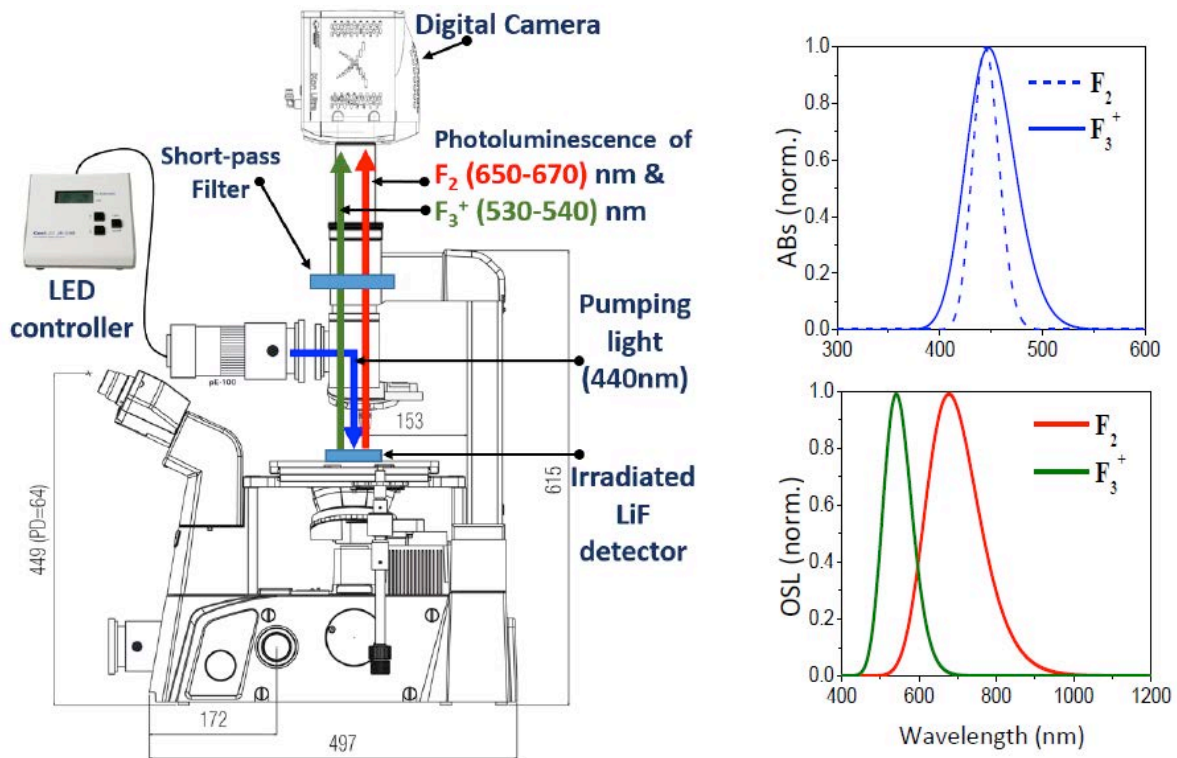 Digital Camera
Photoluminescence of
F₂ (650-670) nm &
F₃⁺ (530-540) nm
Short-pass
Filter
LED
controller
Pumping
light
(440nm)
pE-100
153
615
Irradiated
LiF
detector
449 (PD=64)
172
497
ABs (norm.)
1.0
0.8
0.6
0.4
0.2
0.0
F₂
F₃⁺
300 400 500 600
OSL (norm.)
1.0
0.8
0.6
0.4
0.2
0.0
F₂
F₃⁺
400 600 800 1000 1200
Wavelength (nm)